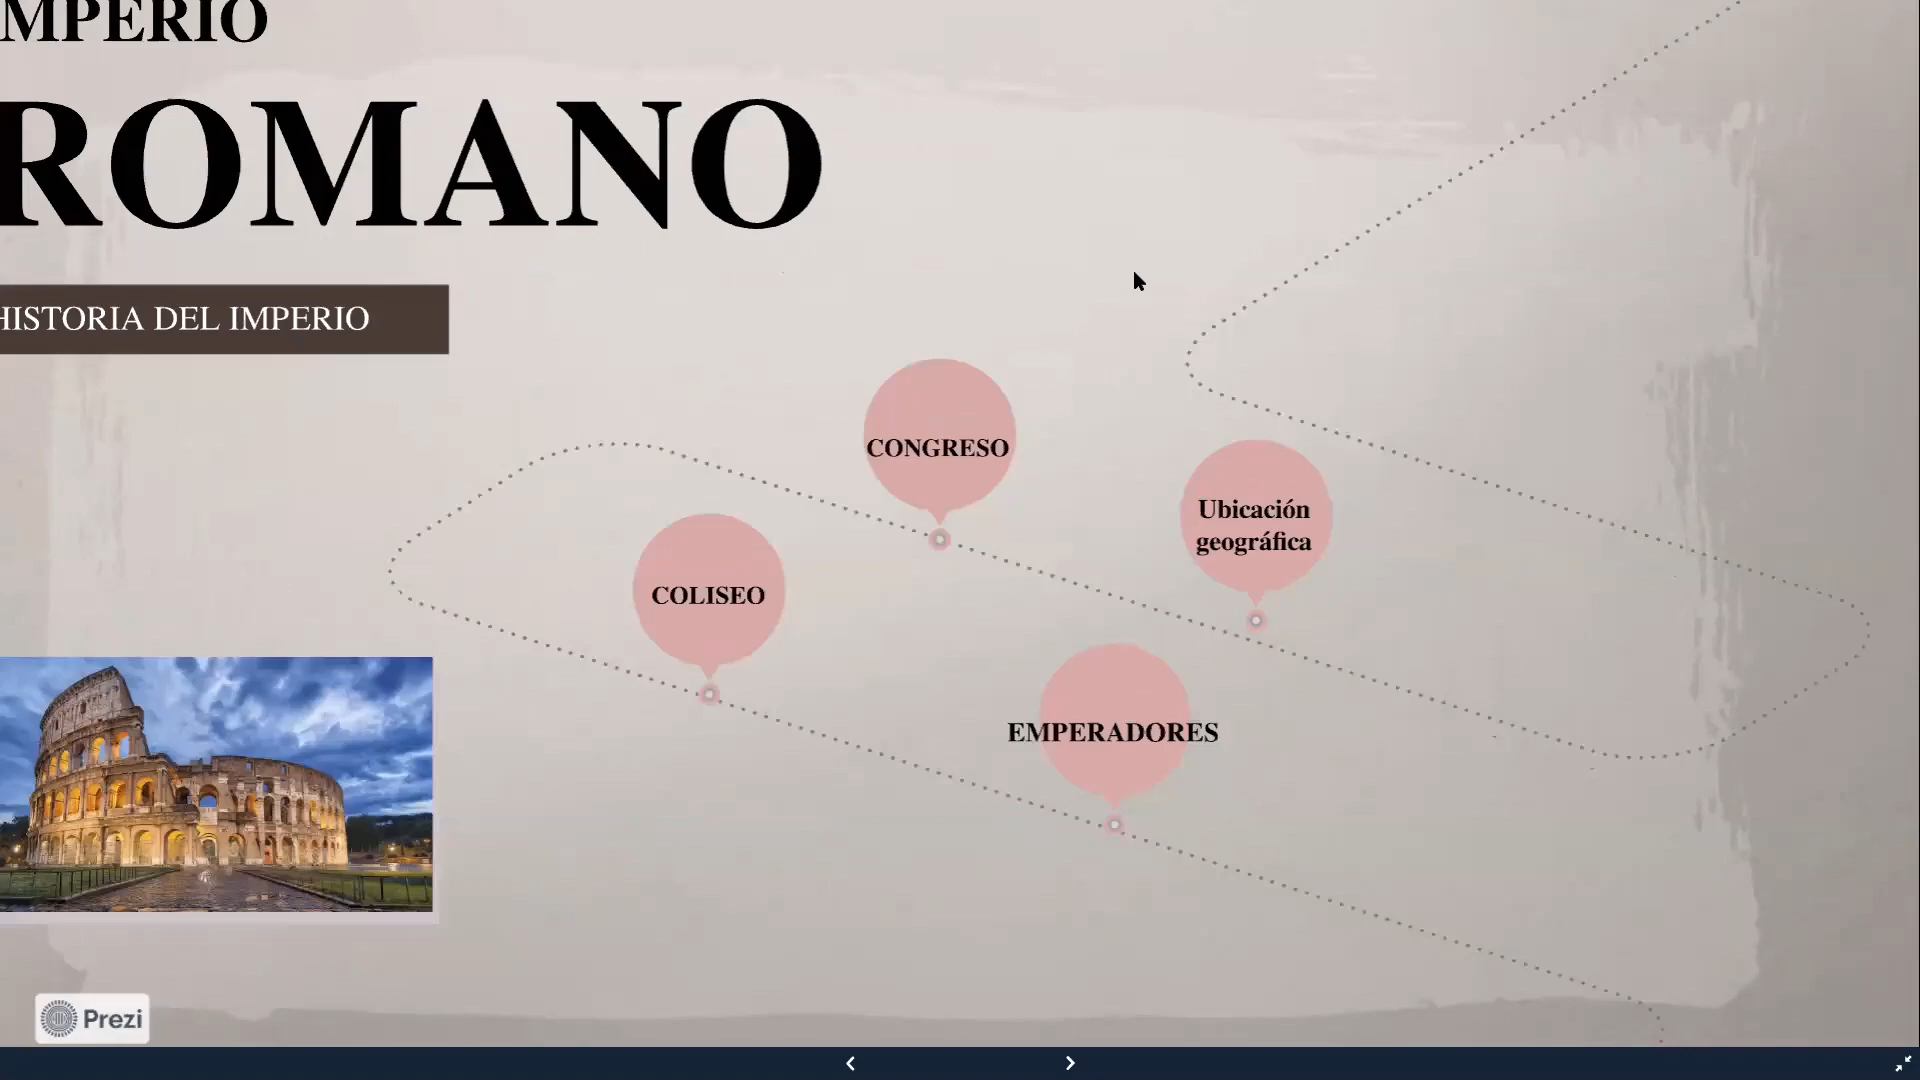 MPERIO
ROMANO
HISTORIA DEL IMPERIO
CONGRESO
Ubicación
geográfica
COLISEO
EMPERADORES
Prezi